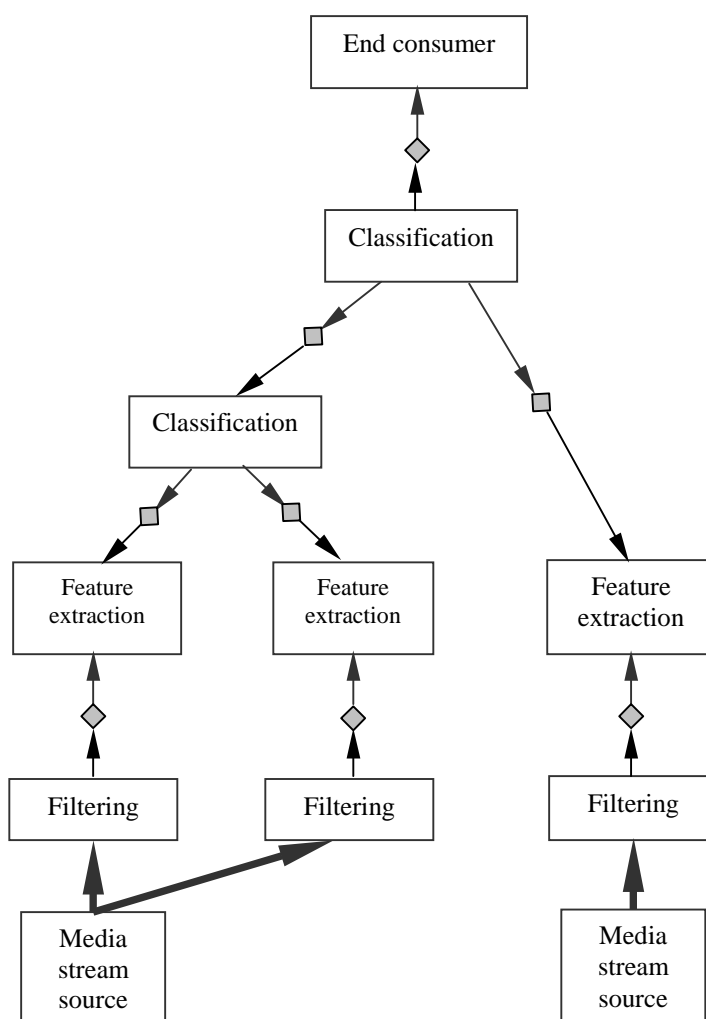 End consumer
Classification
Classification
Feature
extraction
Feature
extraction
Feature
extraction
Filtering
Filtering
Filtering
Media
stream
source
Media
stream
source